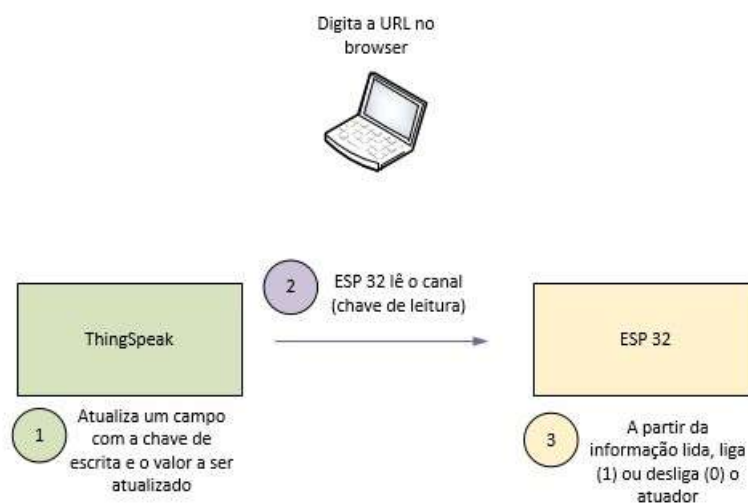 Digita a URL no
browser
2
ESP 32 lê o canal
(chave de leitura)
ThingSpeak
ESP 32
1
Atualiza um campo
com a chave de
escrita e o valor a ser
atualizado
3
A partir da
informação lida, liga
(1) ou desliga (0) o
atuador